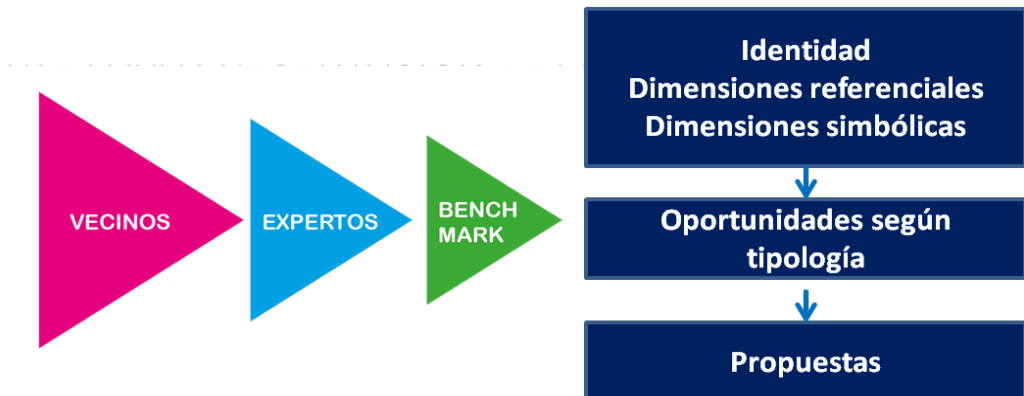 VECINOS
EXPERTOS
BENCH
MARK
Identidad
Dimensiones referenciales
Dimensiones simbólicas
Oportunidades según
tipología
Propuestas